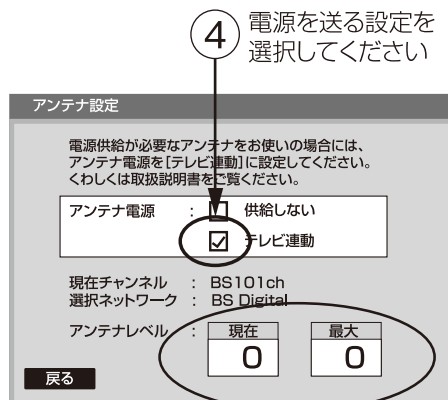 ④ 電源を送る設定を
選択してください
アンテナ設定
電源供給が必要なアンテナをお使いの場合には、
アンテナ電源を[テレビ連動]に設定してください。
くわしくは取扱説明書をご覧ください。
アンテナ電源 : 供給しない
テレビ連動
現在チャンネル : BS101ch
選択ネットワーク : BS Digital
アンテナレベル : 現在 最大
0 0
戻る